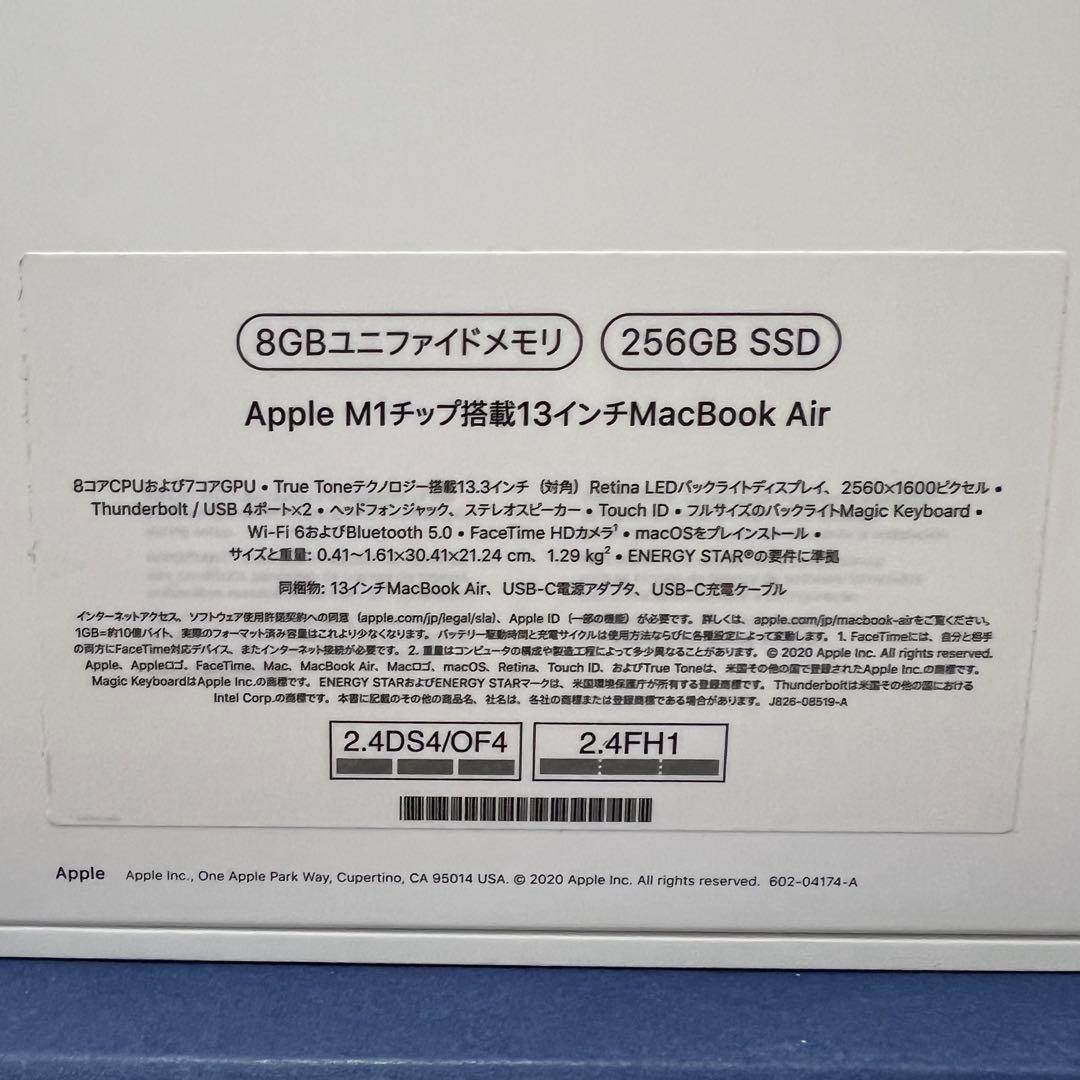 8GBユニファイドメモリ 256GB SSD
Apple M1チップ搭載13インチMacBook Air
8コアCPUおよび7コアGPU • True Toneテクノロジー搭載13.3インチ（対角）Retina LEDバックライトディスプレイ、2560×1600ピクセル •
Thunderbolt / USB 4ポート×2 • ヘッドフォンジャック、ステレオスピーカー • Touch ID • フルサイズのバックライトMagic Keyboard •
Wi-Fi 6およびBluetooth 5.0 • FaceTime HDカメラ¹ • macOSをプレインストール •
サイズと重量: 0.41〜1.61×30.41×21.24 cm、1.29 kg² • ENERGY STAR®の要件に準拠
同梱物: 13インチMacBook Air、USB-C電源アダプタ、USB-C充電ケーブル
インターネットアクセス、ソフトウェア使用許諾契約への同意（apple.com/jp/legal/sla）、Apple ID（一部の機能）が必要です。詳しくは、apple.com/jp/macbook-airをご覧ください。
1GB=約10億バイト、実際のフォーマット済み容量はこれより少なくなります。バッテリー駆動時間と充電サイクルは使用方法ならびに各種設定によって変動します。1. FaceTimeには、自分と相手
の両方にFaceTime対応デバイス、またインターネット接続が必要です。2. 重量はコンピュータの構成や製造工程によって多少異なることがあります。© 2020 Apple Inc. All rights reserved.
Apple、Appleロゴ、FaceTime、Mac、MacBook Air、Macロゴ、macOS、Retina、Touch ID、およびTrue Toneは、米国その他の国で登録されたApple Inc.の商標です。
Magic KeyboardはApple Inc.の商標です。ENERGY STARおよびENERGY STARマークは、米国環境保護庁が所有する登録商標です。Thunderboltは米国その他の国における
Intel Corp.の商標です。本書に記載のその他の商品名、社名は、各社の商標または登録商標である場合があります。J826-08519-A
2.4DS4/OF4 2.4FH1
Apple Apple Inc., One Apple Park Way, Cupertino, CA 95014 USA. © 2020 Apple Inc. All rights reserved. 602-04174-A